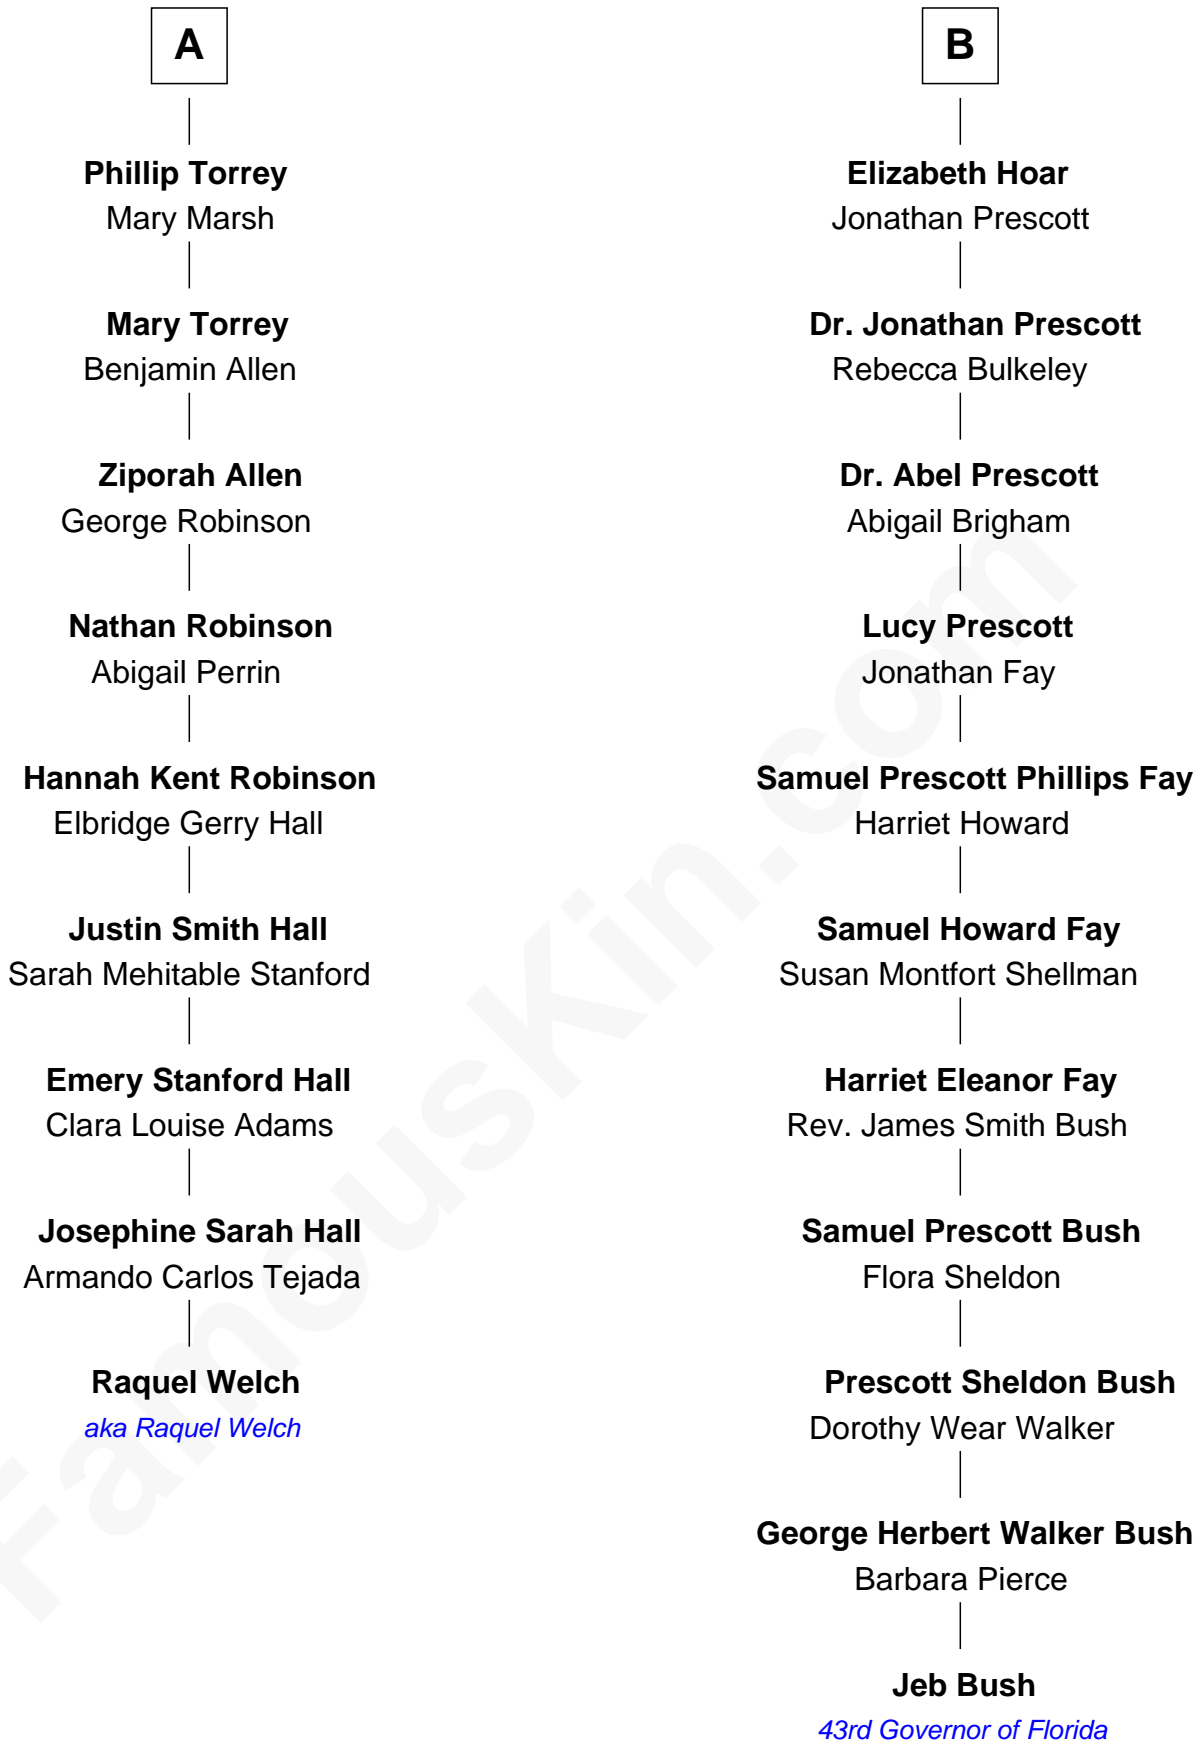 A
Phillip Torrey
Mary Marsh
Mary Torrey
Benjamin Allen
Ziporah Allen
George Robinson
Nathan Robinson
Abigail Perrin
Hannah Kent Robinson
Elbridge Gerry Hall
Justin Smith Hall
Sarah Mehitable Stanford
Emery Stanford Hall
Clara Louise Adams
Josephine Sarah Hall
Armando Carlos Tejada
Raquel Welch
aka Raquel Welch
B
Elizabeth Hoar
Jonathan Prescott
Dr. Jonathan Prescott
Rebecca Bulkeley
Dr. Abel Prescott
Abigail Brigham
Lucy Prescott
Jonathan Fay
Samuel Prescott Phillips Fay
Harriet Howard
Samuel Howard Fay
Susan Montfort Shellman
Harriet Eleanor Fay
Rev. James Smith Bush
Samuel Prescott Bush
Flora Sheldon
Prescott Sheldon Bush
Dorothy Wear Walker
George Herbert Walker Bush
Barbara Pierce
Jeb Bush
43rd Governor of Florida
FamousKin.com